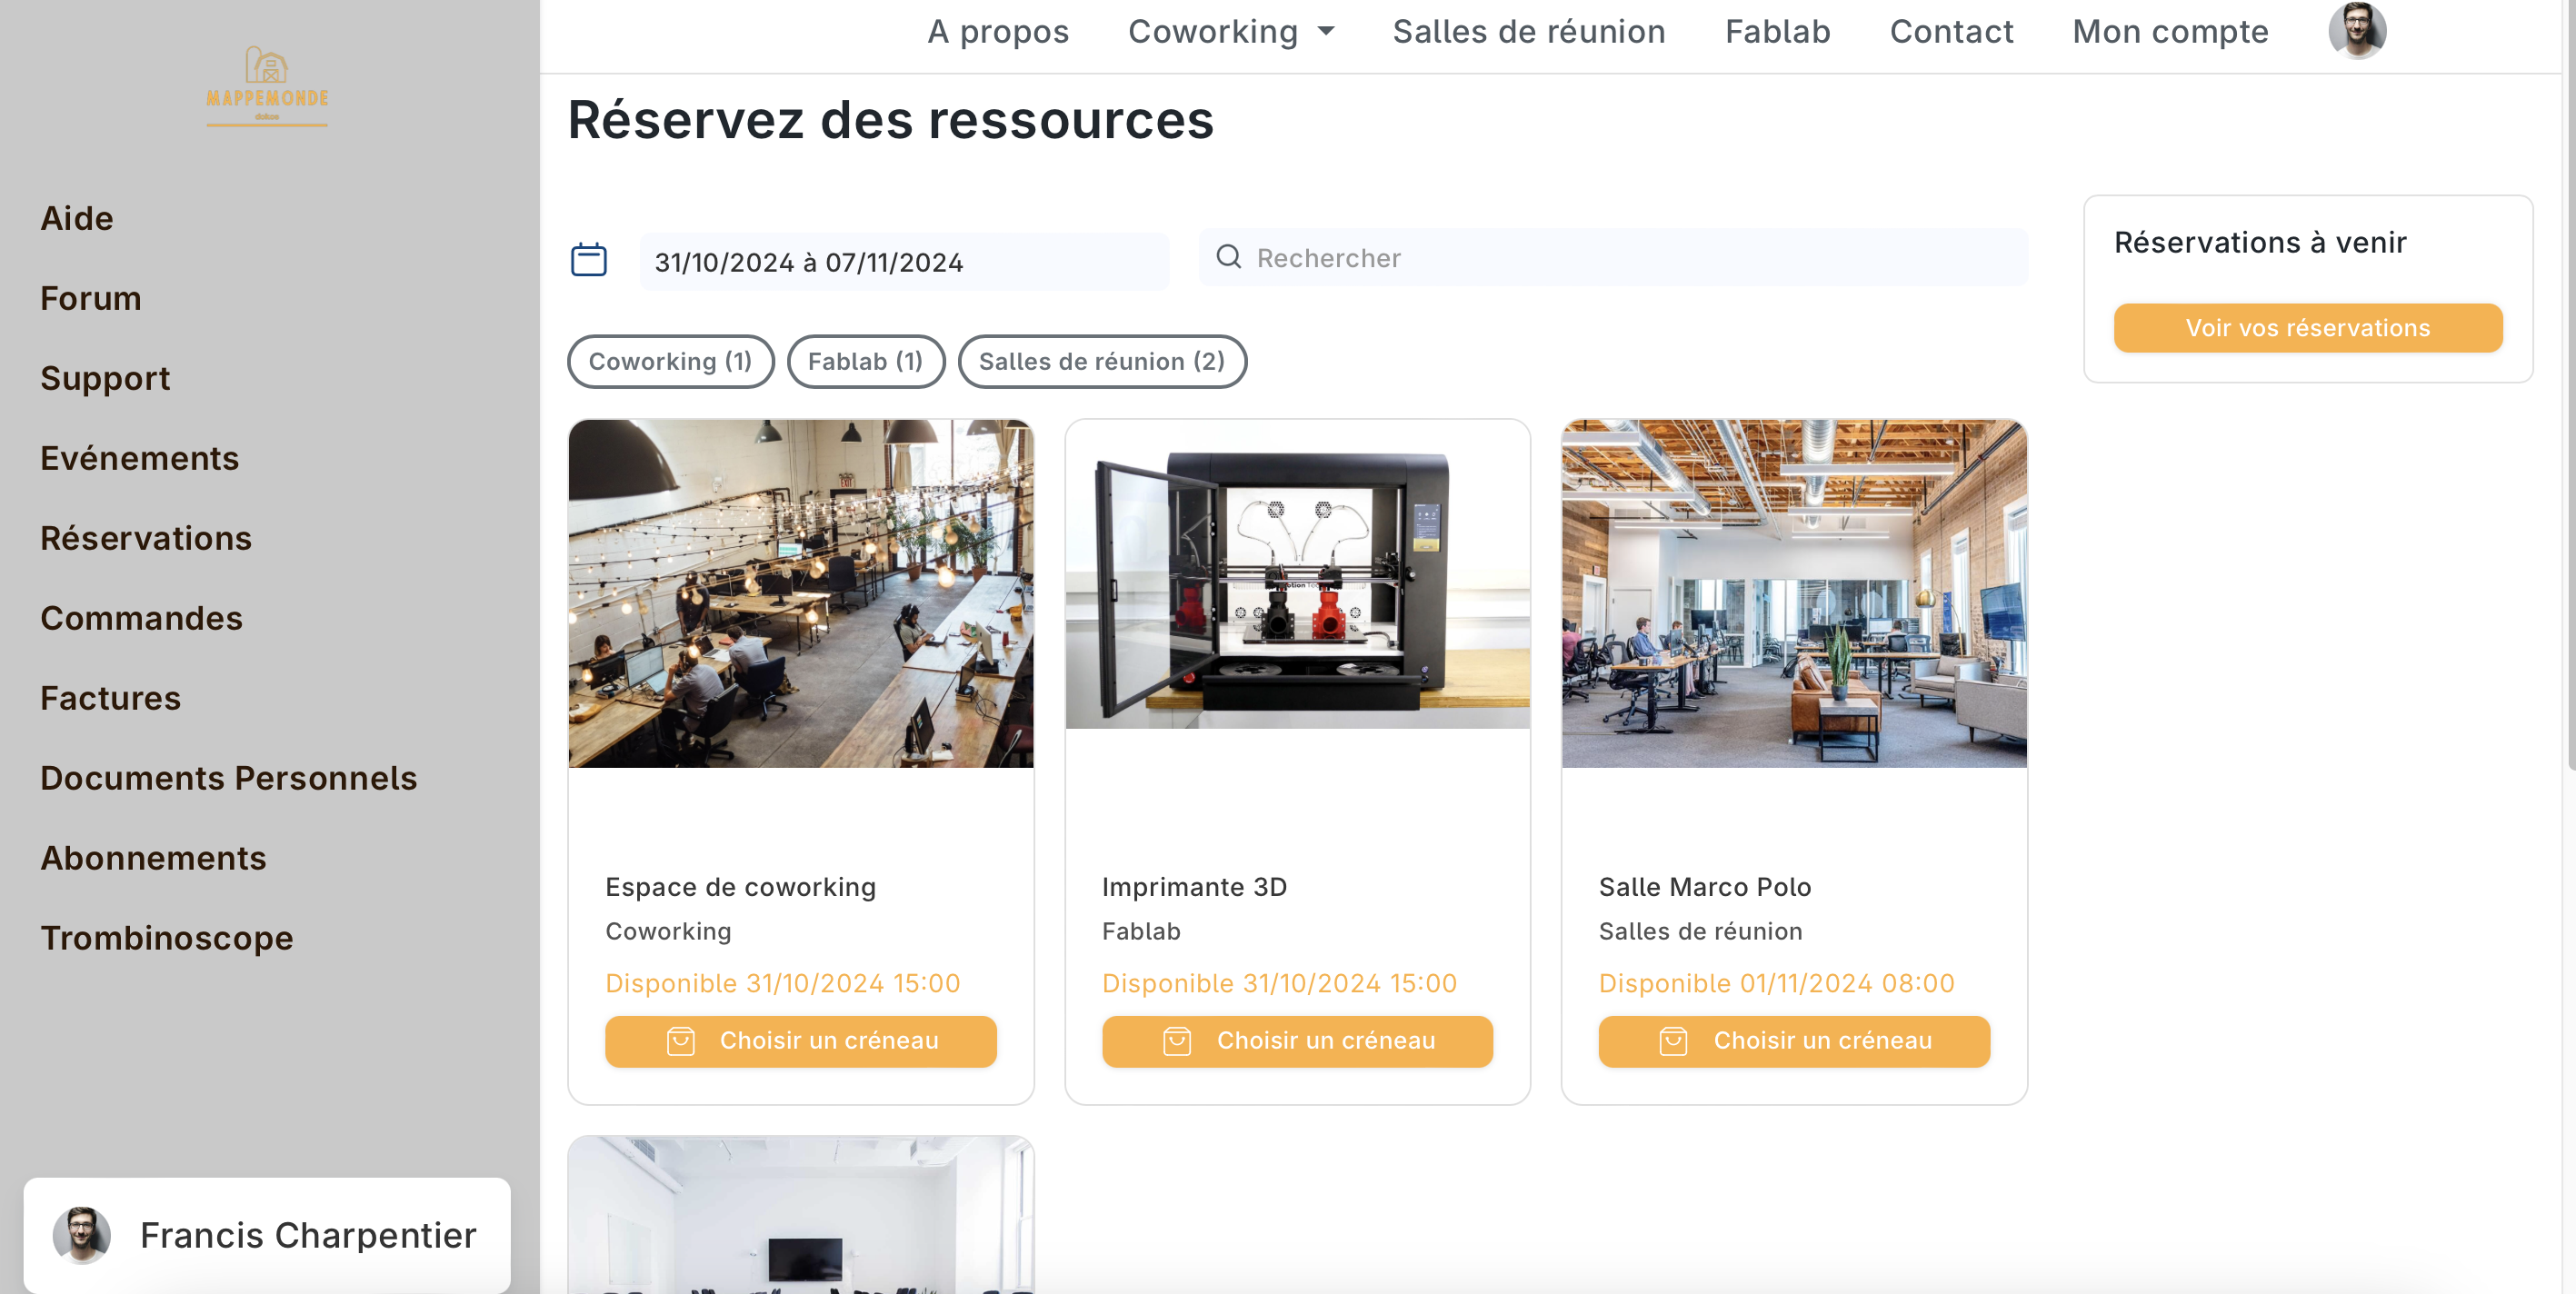 MAPPEMONDE
A propos
Coworking
Salles de réunion
Fablab
Contact
Mon compte
Aide
Forum
Support
Evénements
Réservations
Commandes
Factures
Documents Personnels
Abonnements
Trombinoscope
Francis Charpentier
Réservez des ressources
31/10/2024 à 07/11/2024
Rechercher
Coworking (1)
Fablab (1)
Salles de réunion (2)
EXIT
Espace de coworking
Coworking
Disponible 31/10/2024 15:00
Choisir un créneau
Imprimante 3D
Fablab
Disponible 31/10/2024 15:00
Choisir un créneau
Salle Marco Polo
Salles de réunion
Disponible 01/11/2024 08:00
Choisir un créneau
Réservations à venir
Voir vos réservations